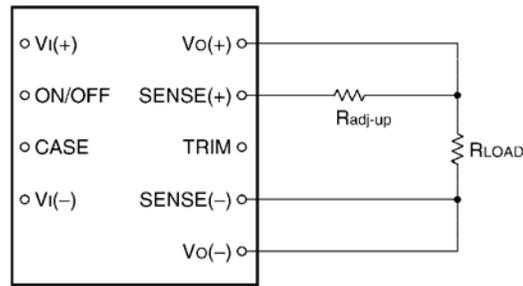 VI(+) VO(+)
ON/OFF SENSE(+)
Radj-up
CASE TRIM
RLOAD
VI(–) SENSE(–)
VO(–)